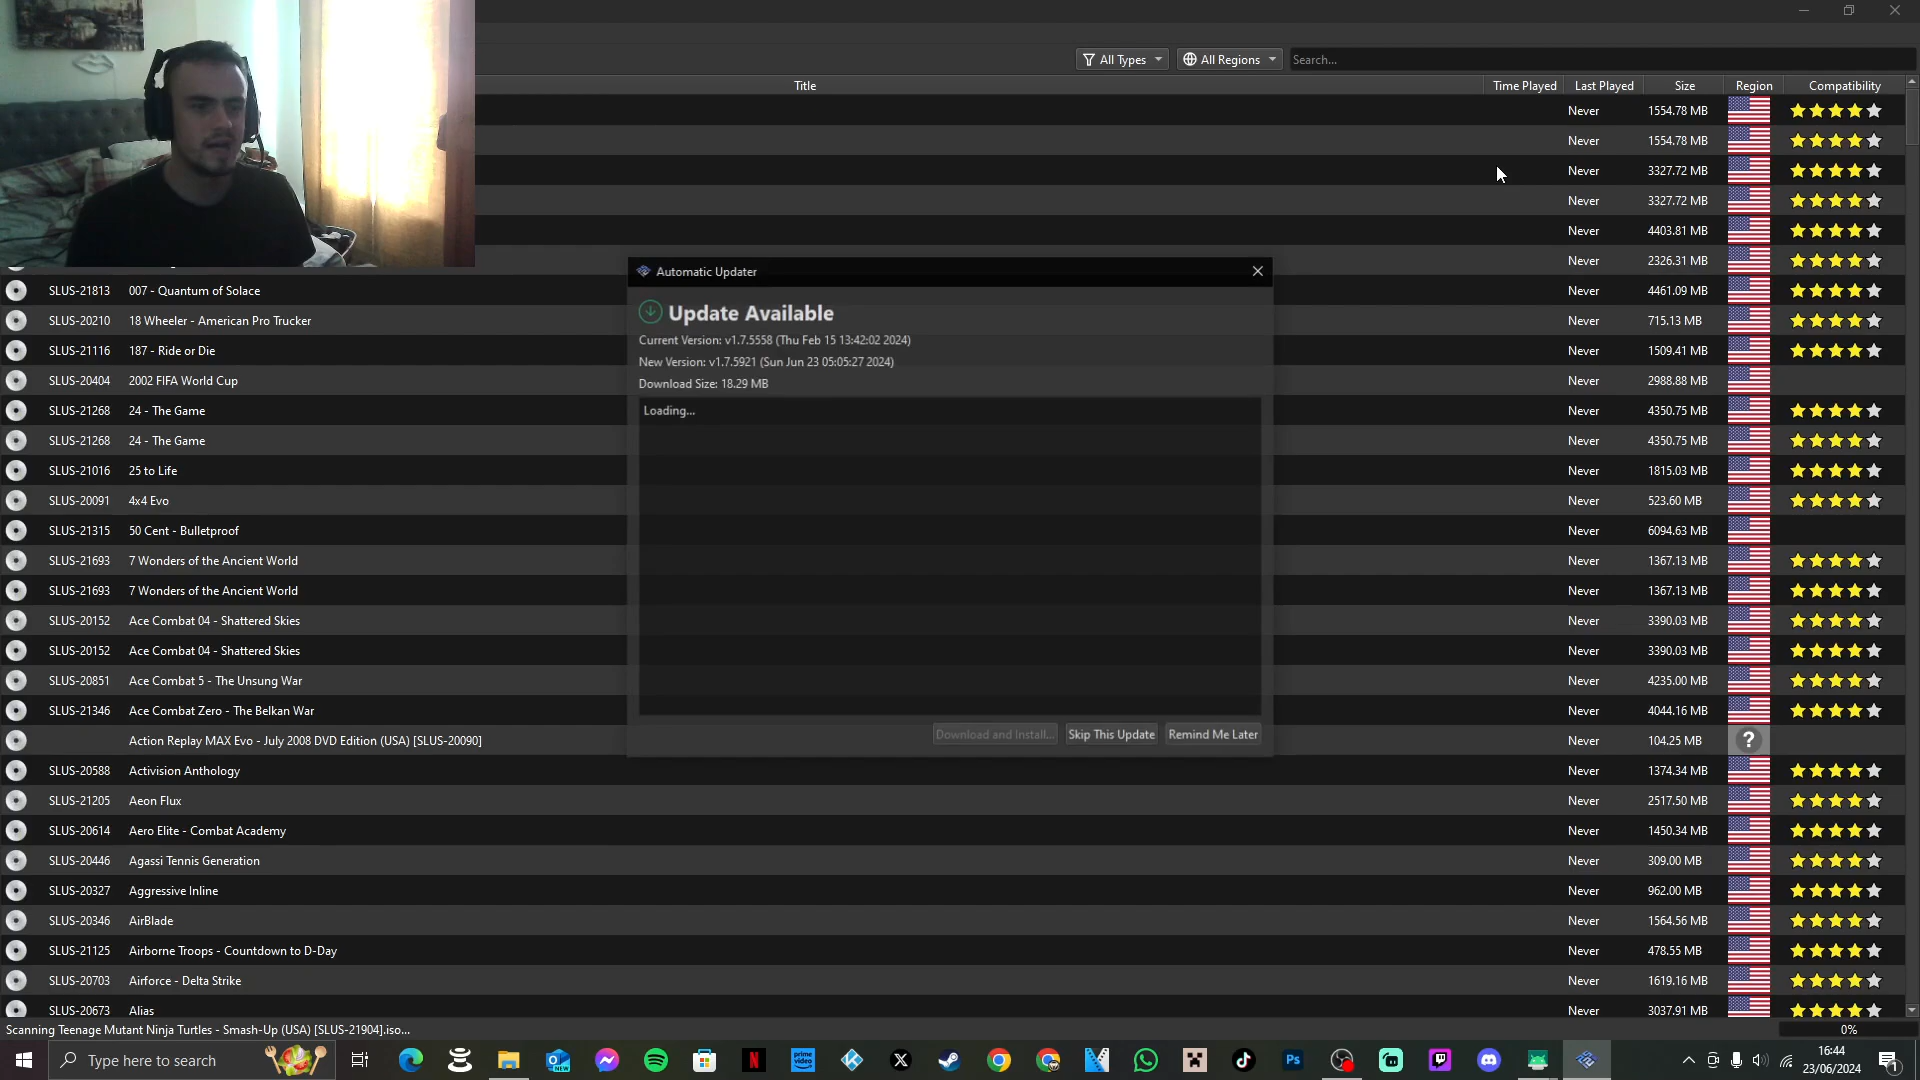 All Types
All Regions
Search...
Title
Time Played
Last Played
Size
Region
Compatibility
Never 1554.78 MB
Never 1554.78 MB
Never 3327.72 MB
Never 3327.72 MB
Never 4403.81 MB
Never 2326.31 MB
SLUS-21813 007 - Quantum of Solace Never 4461.09 MB
SLUS-20210 18 Wheeler - American Pro Trucker Never 715.13 MB
SLUS-21116 187 - Ride or Die Never 1509.41 MB
SLUS-20404 2002 FIFA World Cup Never 2988.88 MB
SLUS-21268 24 - The Game Never 4350.75 MB
SLUS-21268 24 - The Game Never 4350.75 MB
SLUS-21016 25 to Life Never 1815.03 MB
SLUS-20091 4x4 Evo Never 523.60 MB
SLUS-21315 50 Cent - Bulletproof Never 6094.63 MB
SLUS-21693 7 Wonders of the Ancient World Never 1367.13 MB
SLUS-21693 7 Wonders of the Ancient World Never 1367.13 MB
SLUS-20152 Ace Combat 04 - Shattered Skies Never 3390.03 MB
SLUS-20152 Ace Combat 04 - Shattered Skies Never 3390.03 MB
SLUS-20851 Ace Combat 5 - The Unsung War Never 4235.00 MB
SLUS-21346 Ace Combat Zero - The Belkan War Never 4044.16 MB
Action Replay MAX Evo - July 2008 DVD Edition (USA) [SLUS-20090] Never 104.25 MB ?
SLUS-20588 Activision Anthology Never 1374.34 MB
SLUS-21205 Aeon Flux Never 2517.50 MB
SLUS-20614 Aero Elite - Combat Academy Never 1450.34 MB
SLUS-20446 Agassi Tennis Generation Never 309.00 MB
SLUS-20327 Aggressive Inline Never 962.00 MB
SLUS-20346 AirBlade Never 1564.56 MB
SLUS-21125 Airborne Troops - Countdown to D-Day Never 478.55 MB
SLUS-20703 Airforce - Delta Strike Never 1619.16 MB
SLUS-20673 Alias Never 3037.91 MB
Automatic Updater
Update Available
Current Version: v1.7.5558 (Thu Feb 15 13:42:02 2024)
New Version: v1.7.5921 (Sun Jun 23 05:05:27 2024)
Download Size: 18.29 MB
Loading...
Download and Install...
Skip This Update
Remind Me Later
Scanning Teenage Mutant Ninja Turtles - Smash-Up (USA) [SLUS-21904].iso...
0%
Type here to search
NEW
N
prime video
X
Ps
16:44
23/06/2024
1